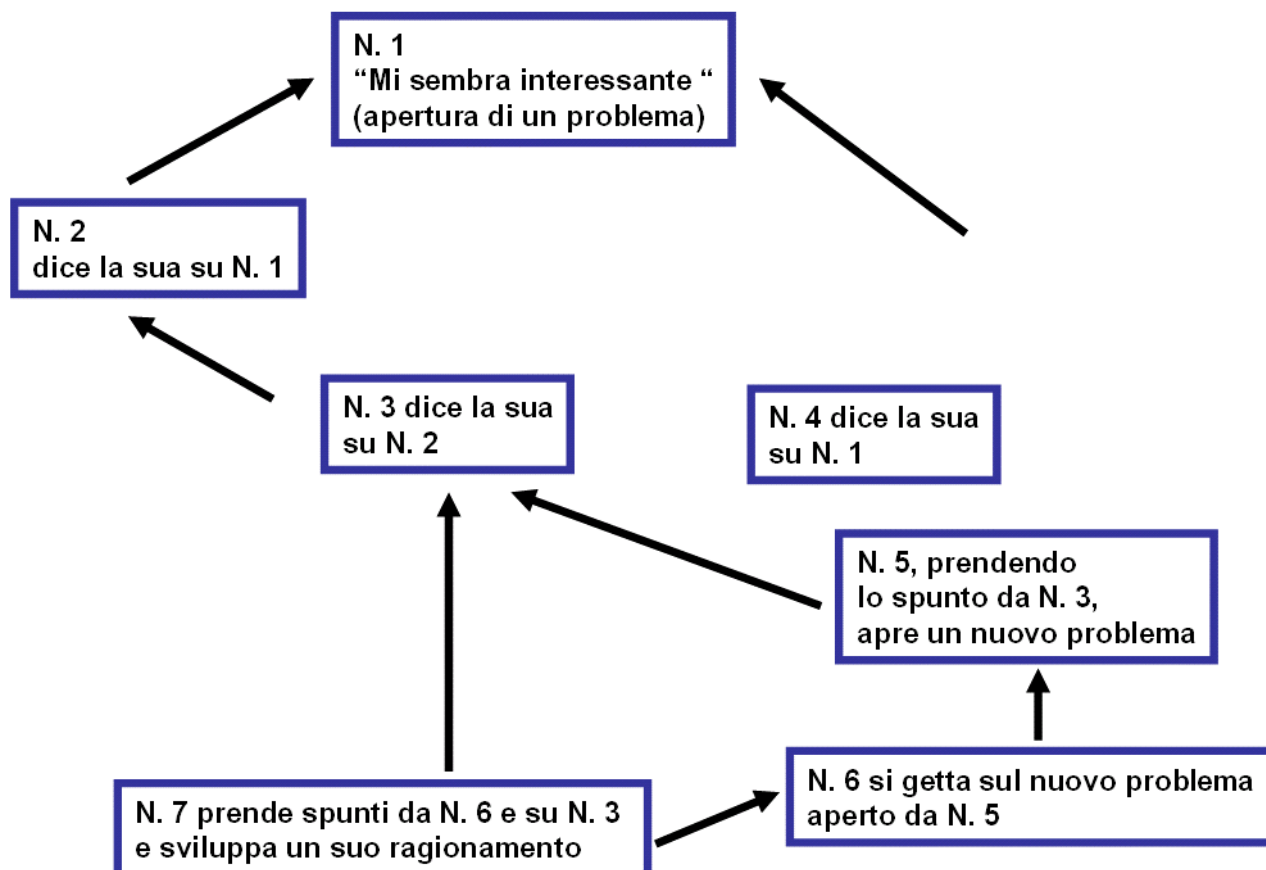 N. 1
“Mi sembra interessante “
(apertura di un problema)
N. 2
dice la sua su N. 1
N. 3 dice la sua
su N. 2
N. 4 dice la sua
su N. 1
N. 5, prendendo
lo spunto da N. 3,
apre un nuovo problema
N. 6 si getta sul nuovo problema
aperto da N. 5
N. 7 prende spunti da N. 6 e su N. 3
e sviluppa un suo ragionamento